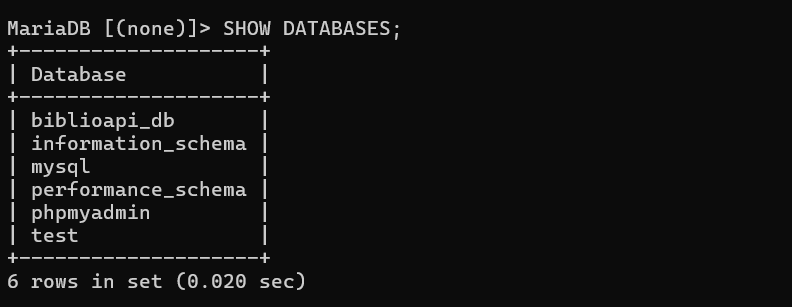 MariaDB [(none)]> SHOW DATABASES;
+--------------------+
| Database           |
+--------------------+
| biblioapi_db       |
| information_schema |
| mysql              |
| performance_schema |
| phpmyadmin         |
| test               |
+--------------------+
6 rows in set (0.020 sec)